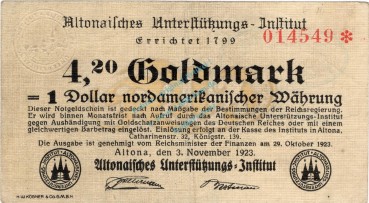 Altonaisches Unterstützungs-Institut
Errichtet 1799
014549*
4,20 Goldmark
= 1 Dollar nordamerikanischer Währung
Dieser Notgeldschein ist gedeckt nach Maßgabe der Bestimmungen der Reichsregierung.
Er wird binnen Monatsfrist nach Aufruf durch das Altonaische Unterstützungs-Institut
gegen Aushändigung mit Goldschatzanweisungen des Deutschen Reiches oder mit einem
gleichwertigen Barbetrag eingelöst. Einlösung erfolgt an der Kasse des Instituts in Altona,
Catharinenstr. 32, Königstr. 139.
Die Ausgabe ist genehmigt vom Reichsminister der Finanzen am 29. Oktober 1923.
Altona, den 3. November 1923.
Altonaisches Unterstützungs-Institut
H.W.KÖBNER & CO.G.M.B.H.